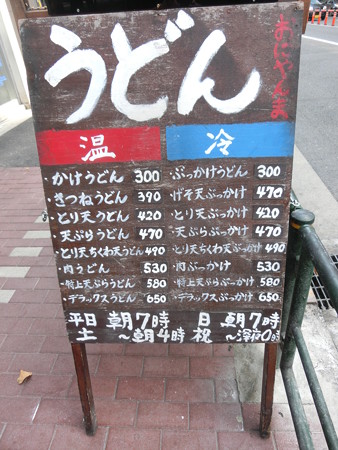 うどん
おにやんま
温
・かけうどん 300
・きつねうどん 390
・とり天うどん 420
・天ぷらうどん 470
・とり天ちくわ天うどん 490
・肉うどん 530
・特上天ぷらうどん 580
・デラックスうどん 650
冷
・ぶっかけうどん 300
・げそ天ぶっかけ 470
・とり天ぶっかけ 420
・天ぷらぶっかけ 470
・とり天ちくわ天ぶっかけ 490
・肉ぶっかけ 530
・特上天ぷらぶっかけ 580
・デラックスぶっかけ 650
平日 朝7時 日 朝7時
土 〜朝4時 祝 〜深夜0時